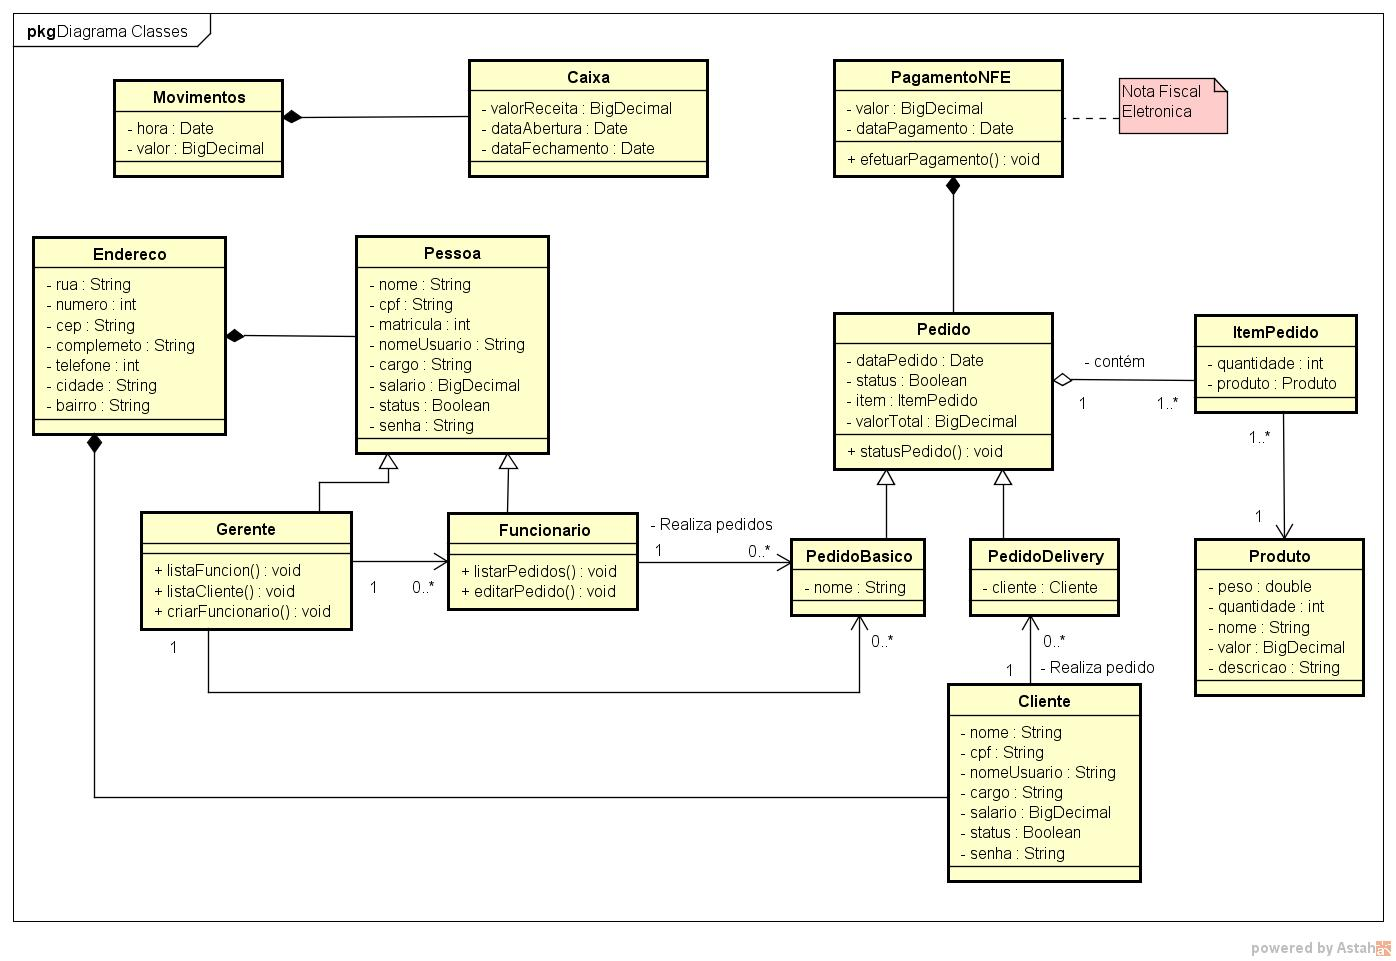 pkgDiagrama Classes
Movimentos
- hora : Date
- valor : BigDecimal
Caixa
- valorReceita : BigDecimal
- dataAbertura : Date
- dataFechamento : Date
PagamentoNFE
- valor : BigDecimal
- dataPagamento : Date
+ efetuarPagamento() : void
Nota Fiscal
Eletronica
Endereco
- rua : String
- numero : int
- cep : String
- complemeto : String
- telefone : int
- cidade : String
- bairro : String
Pessoa
- nome : String
- cpf : String
- matricula : int
- nomeUsuario : String
- cargo : String
- salario : BigDecimal
- status : Boolean
- senha : String
Pedido
- dataPedido : Date
- status : Boolean
- item : ItemPedido
- valorTotal : BigDecimal
+ statusPedido() : void
- contém
1
1..*
ItemPedido
- quantidade : int
- produto : Produto
1..*
1
Gerente
+ listaFuncion() : void
+ listaCliente() : void
+ criarFuncionario() : void
1
0..*
1
Funcionario
+ listarPedidos() : void
+ editarPedido() : void
- Realiza pedidos
1
0..*
PedidoBasico
- nome : String
0..*
PedidoDelivery
- cliente : Cliente
0..*
1
- Realiza pedido
Produto
- peso : double
- quantidade : int
- nome : String
- valor : BigDecimal
- descricao : String
Cliente
- nome : String
- cpf : String
- nomeUsuario : String
- cargo : String
- salario : BigDecimal
- status : Boolean
- senha : String
powered by Astah